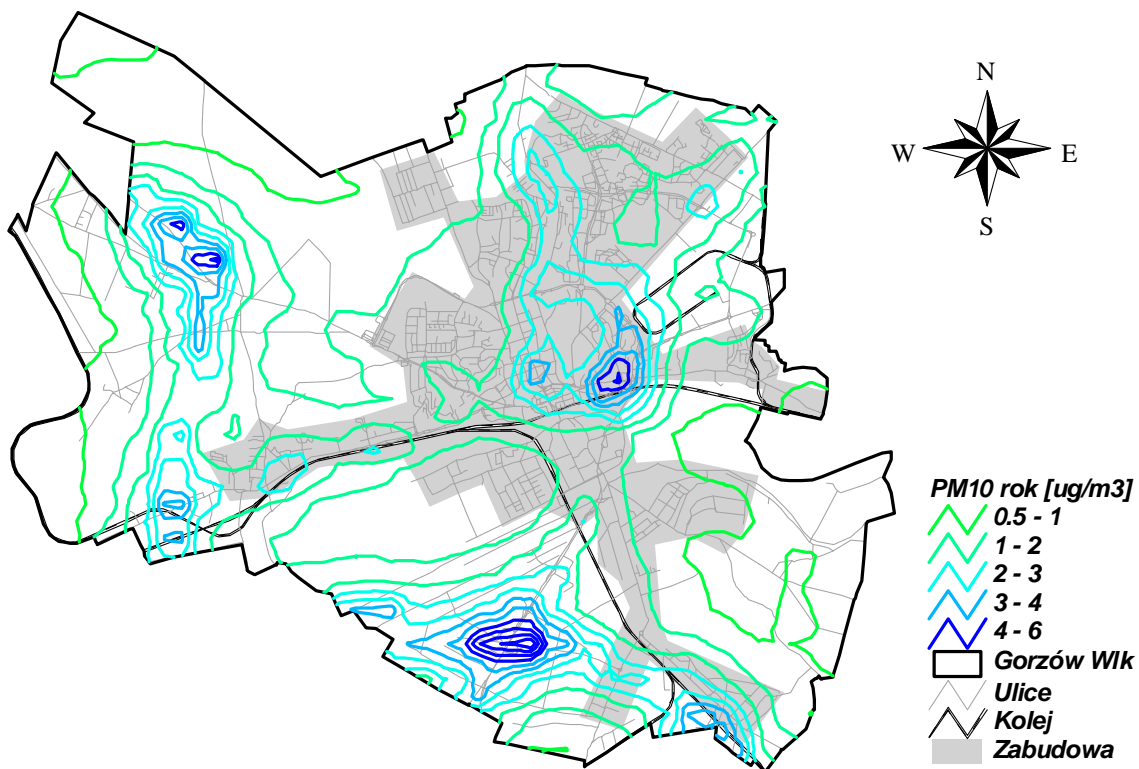 N
W E
S
PM10 rok [ug/m3]
0.5 - 1
1 - 2
2 - 3
3 - 4
4 - 6
Gorzów Wlk
Ulice
Kolej
Zabudowa